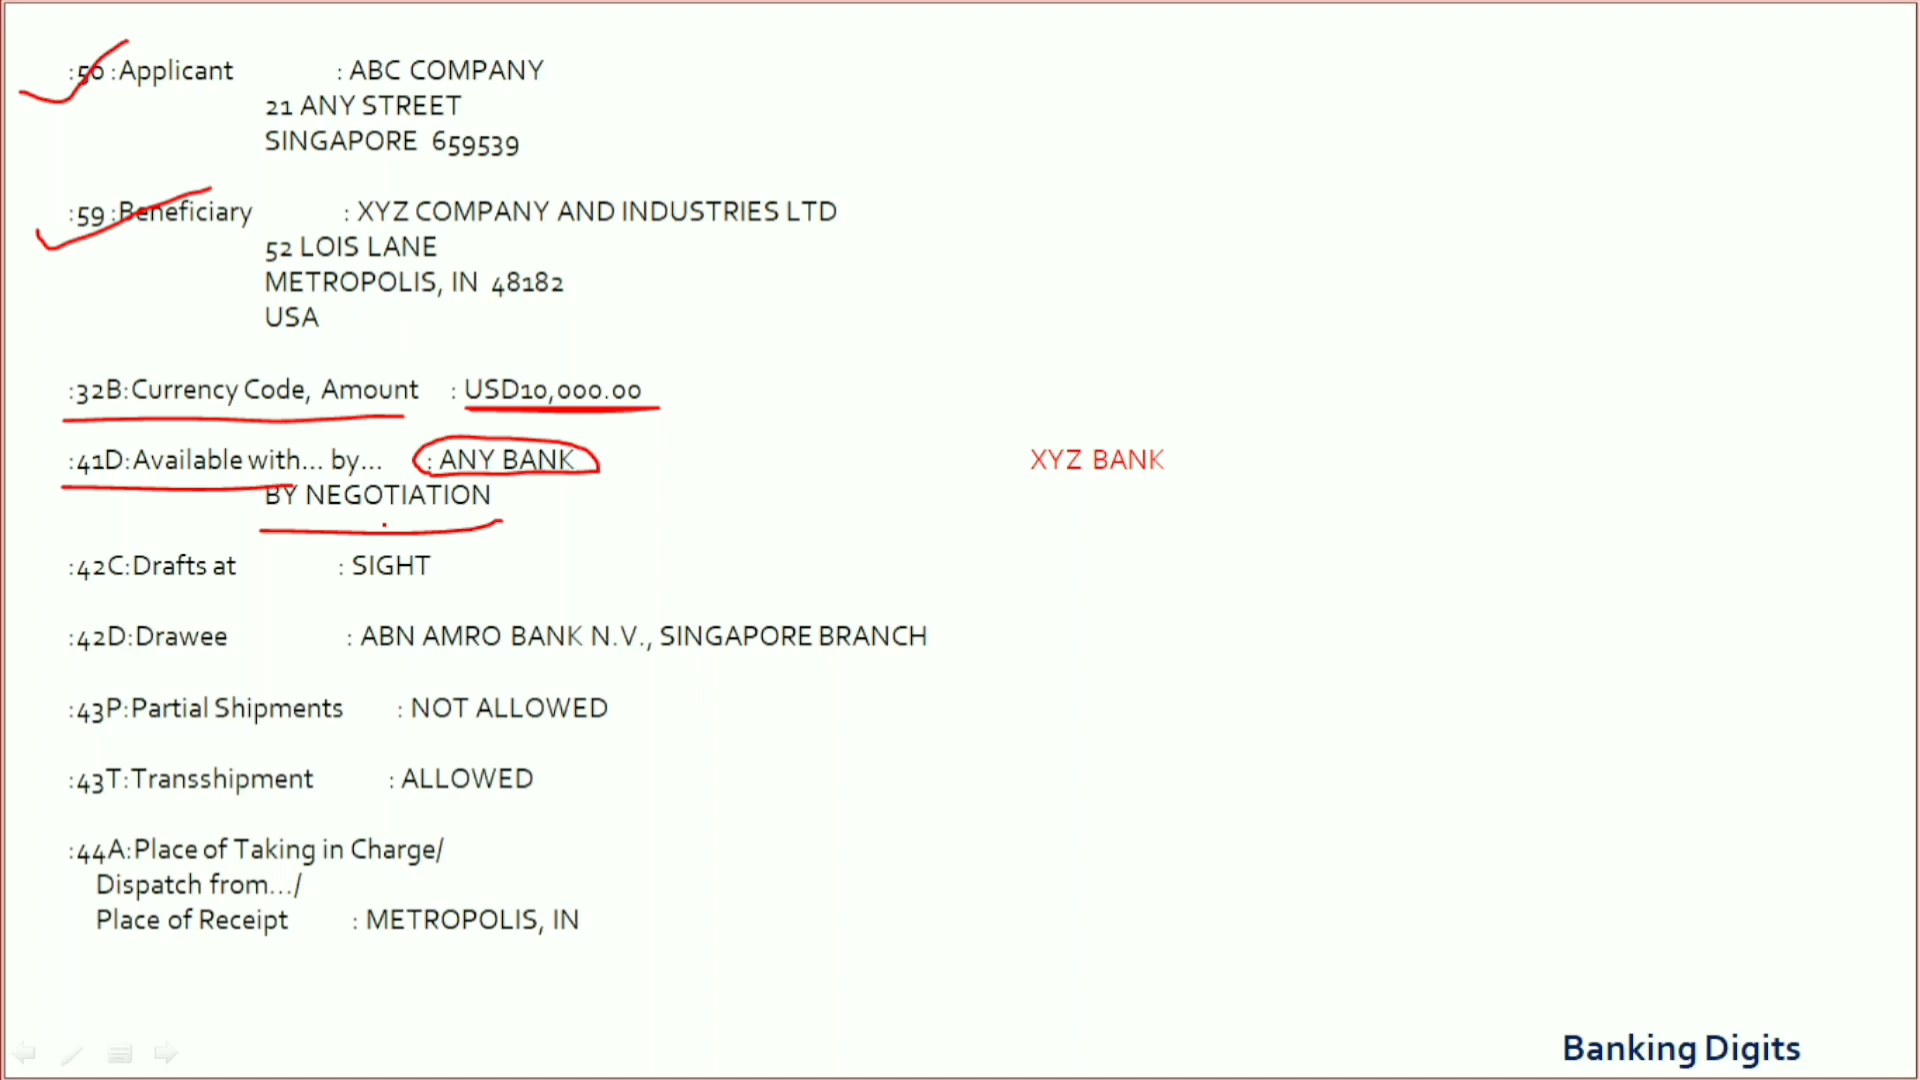 :50 :Applicant : ABC COMPANY
21 ANY STREET
SINGAPORE 659539
:59 :Beneficiary : XYZ COMPANY AND INDUSTRIES LTD
52 LOIS LANE
METROPOLIS, IN 48182
USA
:32B:Currency Code, Amount : USD10,000.00
:41D:Available with... by... : ANY BANK XYZ BANK
BY NEGOTIATION
:42C:Drafts at : SIGHT
:42D:Drawee : ABN AMRO BANK N.V., SINGAPORE BRANCH
:43P:Partial Shipments : NOT ALLOWED
:43T:Transshipment : ALLOWED
:44A:Place of Taking in Charge/
Dispatch from.../
Place of Receipt : METROPOLIS, IN
Banking Digits